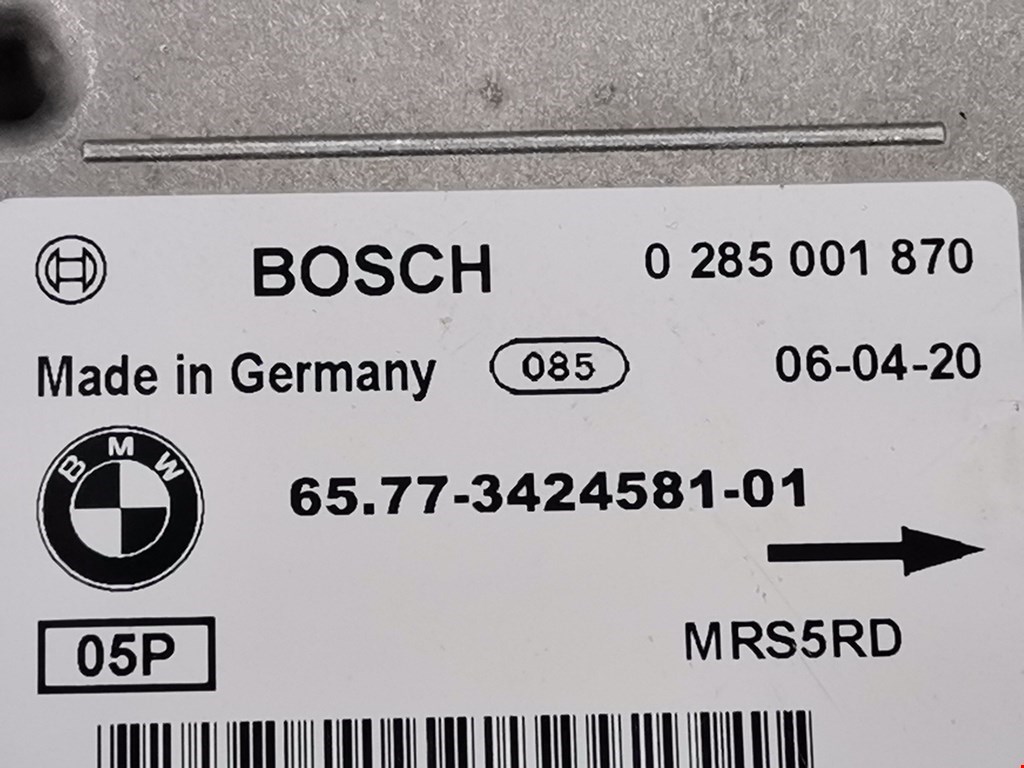 BOSCH 0 285 001 870
Made in Germany 085 06-04-20
BMW
65.77-3424581-01
05P MRS5RD